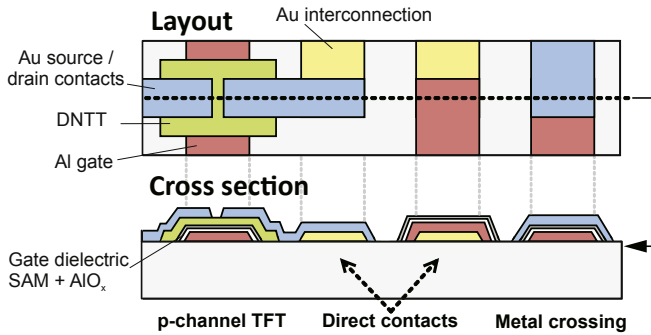 Layout
Au interconnection
Au source /
drain contacts
DNTT
Al gate
Cross section
Gate dielectric
SAM + AlOₓ
p-channel TFT
Direct contacts
Metal crossing